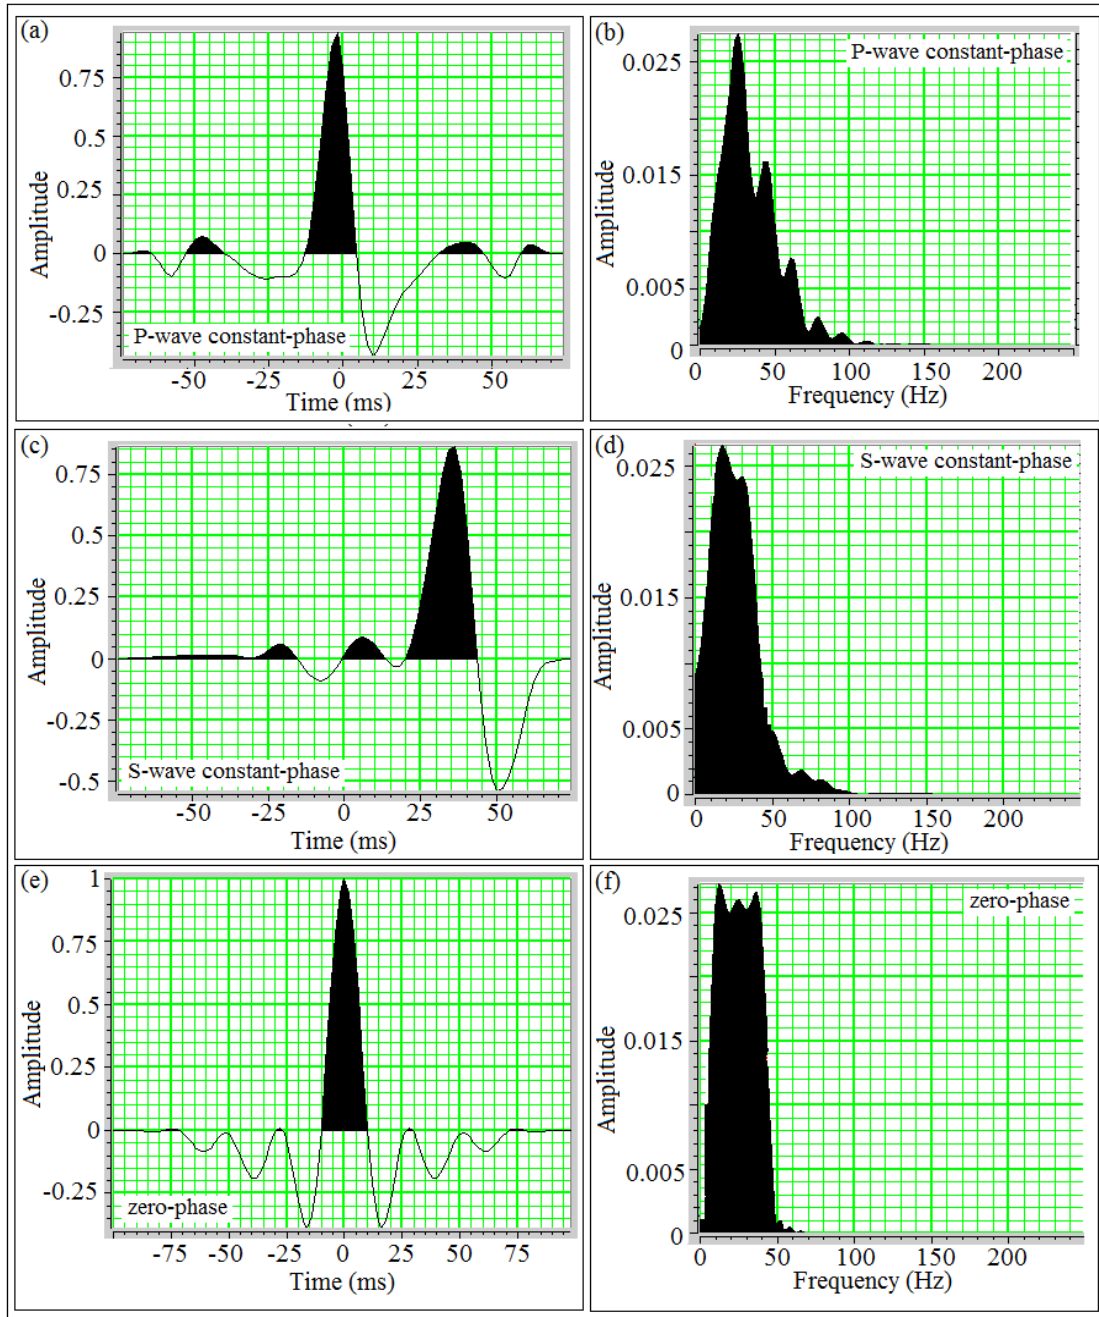 (a)
0.75
0.5
0.25
0
-0.25
Amplitude
P-wave constant-phase
-50 -25 0 25 50
Time (ms)
(b)
P-wave constant-phase
0.025
0.015
0.005
0
Amplitude
0 50 100 150 200
Frequency (Hz)
(c)
0.75
0.5
0.25
0
-0.25
-0.5
Amplitude
S-wave constant-phase
-50 -25 0 25 50
Time (ms)
(d)
S-wave constant-phase
0.025
0.015
0.005
0
Amplitude
0 50 100 150 200
Frequency (Hz)
(e)
1
0.75
0.5
0.25
0
-0.25
Amplitude
zero-phase
-75 -50 -25 0 25 50 75
Time (ms)
(f)
zero-phase
0.025
0.015
0.005
0
Amplitude
0 50 100 150 200
Frequency (Hz)